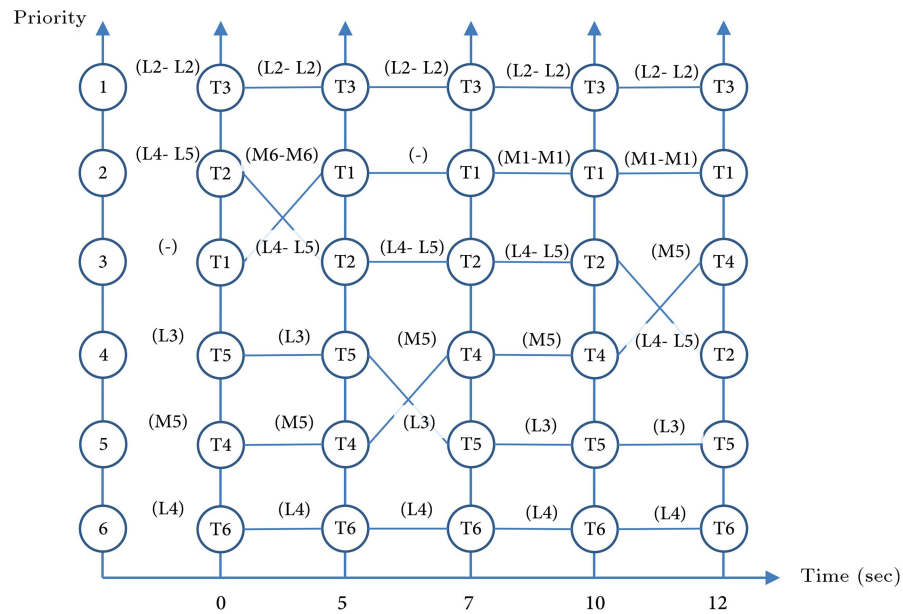 Priority
(L2- L2) (L2- L2) (L2- L2) (L2- L2) (L2- L2)
1 T3 T3 T3 T3 T3
(L4- L5) (M6-M6) (-) (M1-M1) (M1-M1)
2 T2 T1 T1 T1 T1
(-) (L4- L5) (L4- L5) (L4- L5) (M5)
3 T1 T2 T2 T2 T4
(L3) (L3) (M5) (M5) (L4- L5)
4 T5 T5 T4 T4 T2
(M5) (M5) (L3) (L3) (L3)
5 T4 T4 T5 T5 T5
(L4) (L4) (L4) (L4) (L4)
6 T6 T6 T6 T6 T6
Time (sec)
0 5 7 10 12